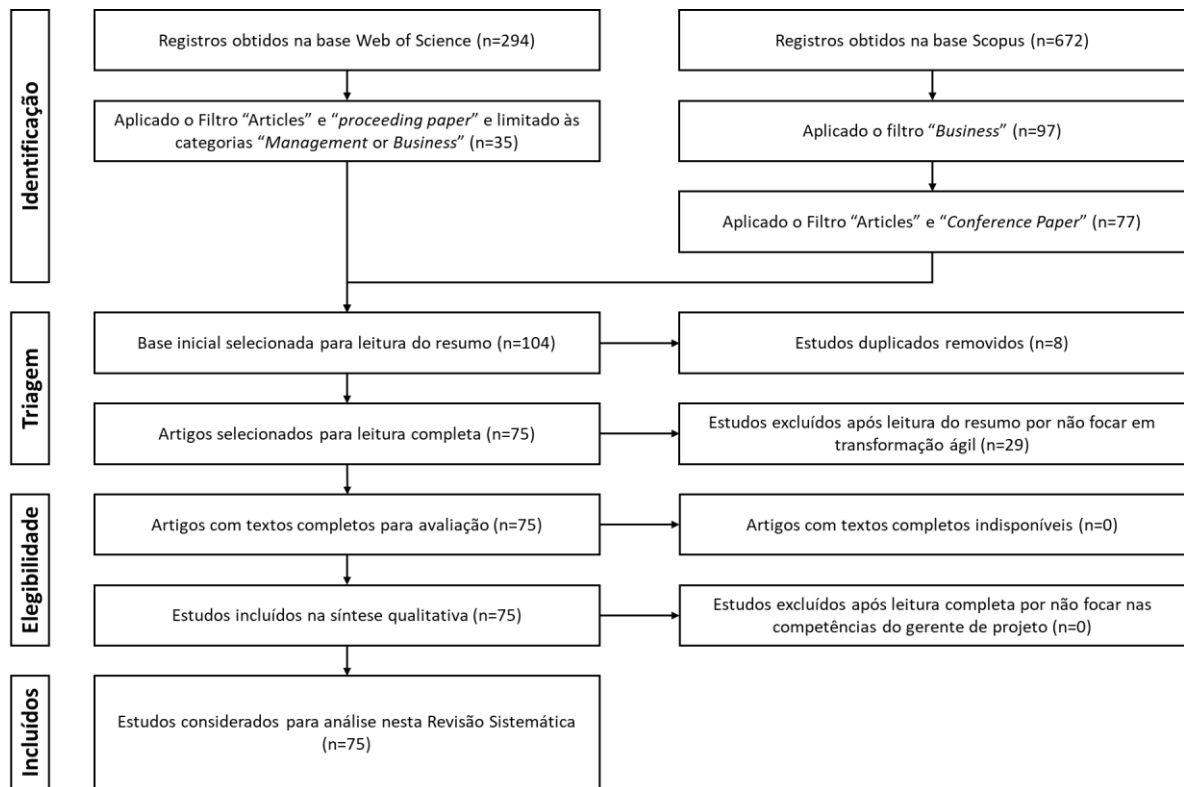 Identificação
Registros obtidos na base Web of Science (n=294)
Registros obtidos na base Scopus (n=672)
Aplicado o Filtro “Articles” e “proceeding paper” e limitado às
categorias “Management or Business” (n=35)
Aplicado o filtro “Business” (n=97)
Aplicado o Filtro “Articles” e “Conference Paper” (n=77)
Triagem
Base inicial selecionada para leitura do resumo (n=104)
Estudos duplicados removidos (n=8)
Artigos selecionados para leitura completa (n=75)
Estudos excluídos após leitura do resumo por não focar em
transformação ágil (n=29)
Elegibilidade
Artigos com textos completos para avaliação (n=75)
Artigos com textos completos indisponíveis (n=0)
Estudos incluídos na síntese qualitativa (n=75)
Estudos excluídos após leitura completa por não focar nas
competências do gerente de projeto (n=0)
Incluídos
Estudos considerados para análise nesta Revisão Sistemática
(n=75)